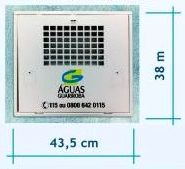 ÁGUAS
GUARIROBA
115 ou 0800 642 0115
38 m
43,5 cm